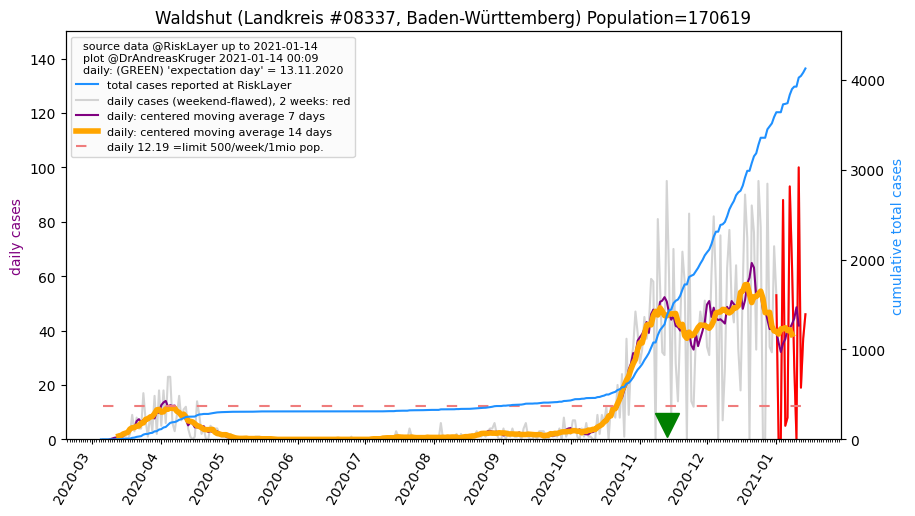 Waldshut (Landkreis #08337, Baden-Württemberg) Population=170619
source data @RiskLayer up to 2021-01-14
plot @DrAndreasKruger 2021-01-14 00:09
daily: (GREEN) 'expectation day' = 13.11.2020
total cases reported at RiskLayer
daily cases (weekend-flawed), 2 weeks: red
daily: centered moving average 7 days
daily: centered moving average 14 days
daily 12.19 =limit 500/week/1mio pop.
daily cases
140
120
100
80
60
40
20
0
cumulative total cases
4000
3000
2000
1000
0
2020-03
2020-04
2020-05
2020-06
2020-07
2020-08
2020-09
2020-10
2020-11
2020-12
2021-01